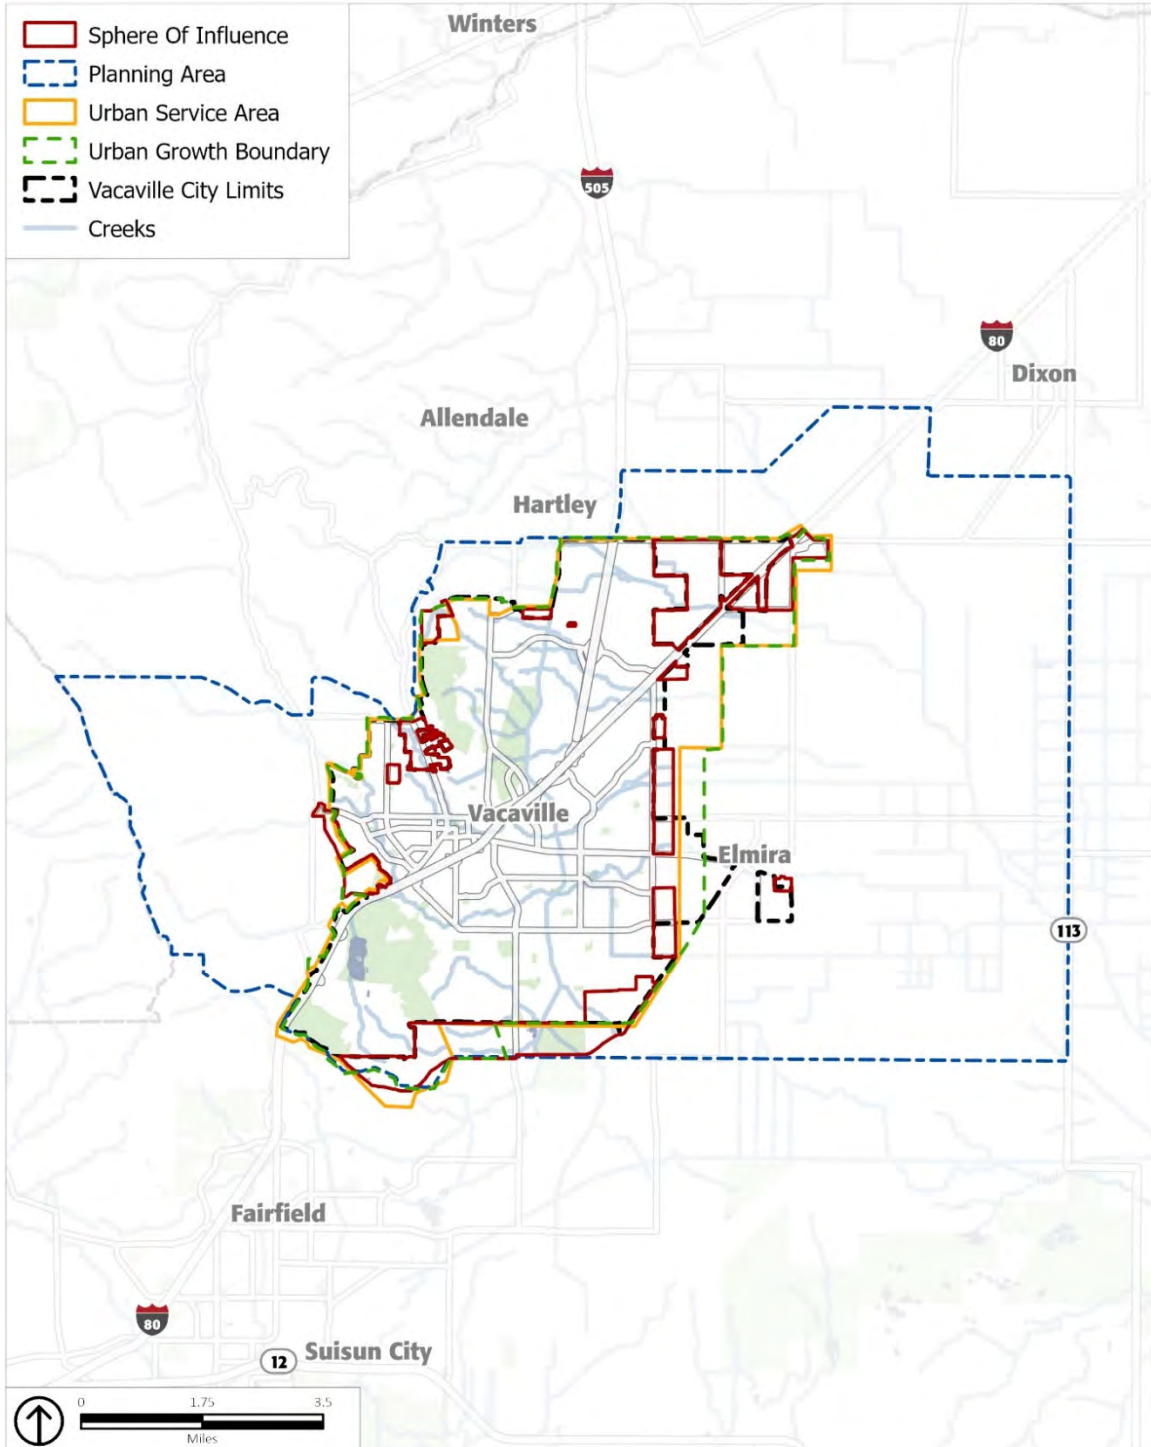 Winters
Sphere Of Influence
Planning Area
Urban Service Area
Urban Growth Boundary
Vacaville City Limits
Creeks
505
80
Dixon
Allendale
Hartley
Vacaville
Elmira
113
Fairfield
80
12
Suisun City
0 1.75 3.5
Miles